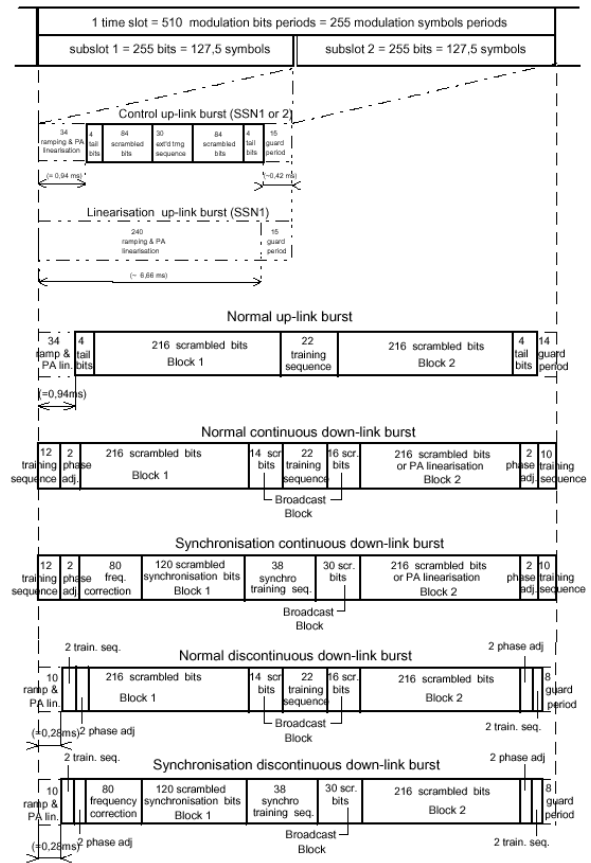 1 time slot = 510 modulation bits periods = 255 modulation symbols periods
subslot 1 = 255 bits = 127,5 symbols
subslot 2 = 255 bits = 127,5 symbols
Control up-link burst (SSN1 or 2)
34
ramping & PA
linearisation
4
tail
bits
84
scrambled
bits
30
ext'd trng
sequence
84
scrambled
bits
4
tail
bits
15
guard
period
(= 0,94 ms)
(~0,42 ms)
Linearisation up-link burst (SSN1)
240
ramping & PA
linearisation
15
guard
period
(~ 6,66 ms)
Normal up-link burst
34
ramp &
PA lin.
4
tail
bits
216 scrambled bits
Block 1
22
training
sequence
216 scrambled bits
Block 2
4
tail
bits
14
guard
period
(=0,94ms)
Normal continuous down-link burst
12
training
sequence
2
phase
adj.
216 scrambled bits
Block 1
14 scr
bits
22
training
sequence
16 scr.
bits
216 scrambled bits
or PA linearisation
Block 2
2
phase
adj.
10
training
sequence
Broadcast
Block
Synchronisation continuous down-link burst
12
training
sequence
2
phase
adj.
80
freq.
correction
120 scrambled
synchronisation bits
Block 1
38
synchro
training seq.
30 scr.
bits
216 scrambled bits
or PA linearisation
Block 2
2
phase
adj.
10
training
sequence
Broadcast
Block
2 train. seq.
2 phase adj
Normal discontinuous down-link burst
10
ramp &
PA lin.
216 scrambled bits
Block 1
14 scr
bits
22
training
sequence
16 scr.
bits
216 scrambled bits
Block 2
8
guard
period
(=0,28ms)
2 phase adj
Broadcast
Block
2 train. seq.
2 train. seq.
2 phase adj
Synchronisation discontinuous down-link burst
10
ramp &
PA lin.
80
frequency
correction
120 scrambled
synchronisation bits
Block 1
38
synchro
training seq.
30 scr.
bits
216 scrambled bits
Block 2
8
guard
period
(=0,28ms)
2 phase adj
Broadcast
Block
2 train. seq.